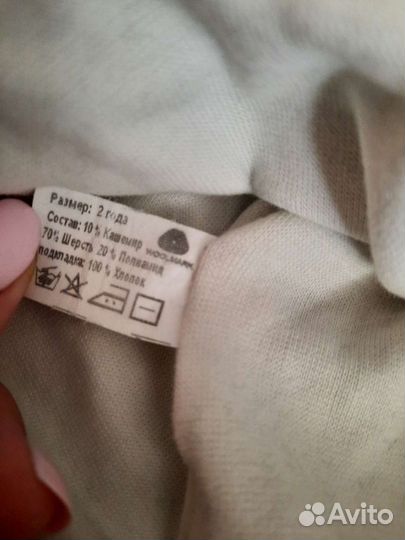 Размер: 2 года
Состав: 10% Кашемир
70% Шерсть 20% Полиамид
подкладка: 100% Хлопок
WOOLMARK
Avito